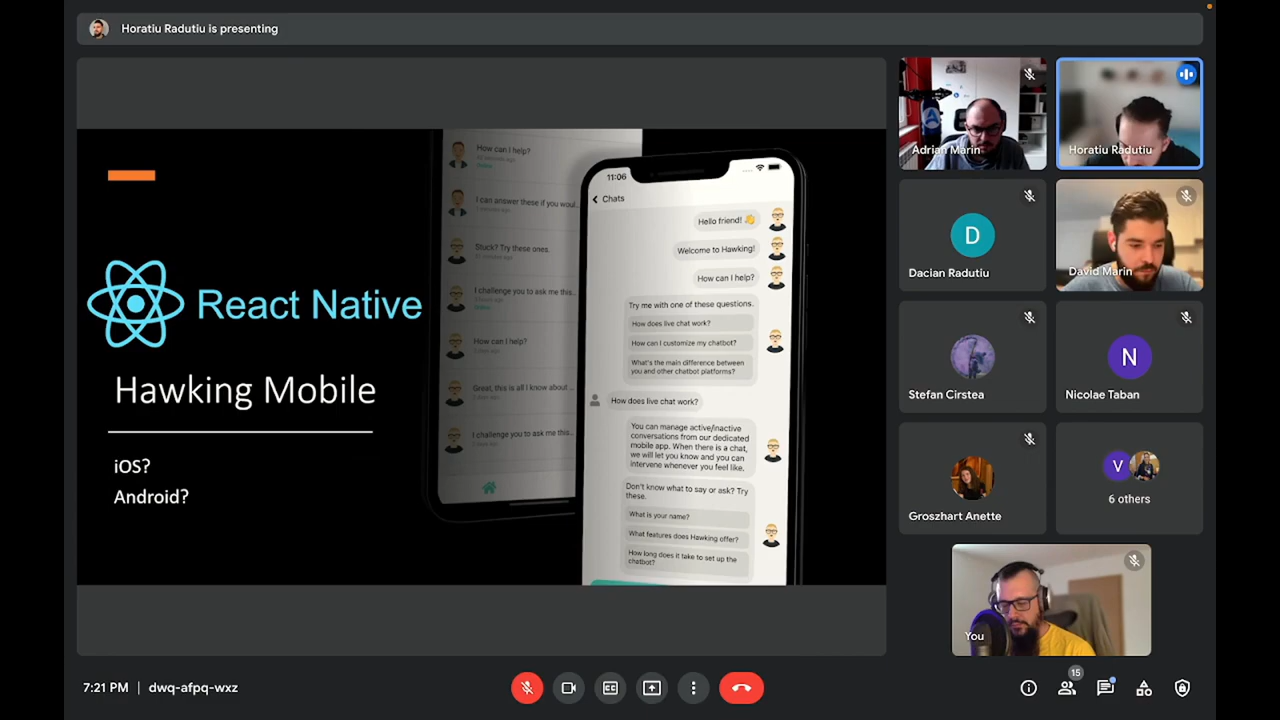 Horatiu Radutiu is presenting
React Native
Hawking Mobile
iOS?
Android?
How can I help?
I can answer these if you woul..
Stuck? Try these ones.
I challenge you to ask me this..
How can I help?
Great, this is all I know about ..
I challenge you to ask me this..
11:06
Chats
Hello friend! 👋
Welcome to Hawking!
How can I help?
Try me with one of these questions.
How does live chat work?
How can I customize my chatbot?
What's the main difference between
you and other chatbot platforms?
How does live chat work?
You can manage active/inactive
conversations from our dedicated
mobile app. When there is a chat,
we will let you know and you can
intervene whenever you feel like.
Don't know what to say or ask? Try
these.
What is your name?
What features does Hawking offer?
How long does it take to set up the
chatbot?
Adrian Marin
Horatiu Radutiu
D
Dacian Radutiu
David Marin
Stefan Cirstea
N
Nicolae Taban
Groszhart Anette
V
6 others
You
7:21 PM | dwq-afpq-wxz
CC
15